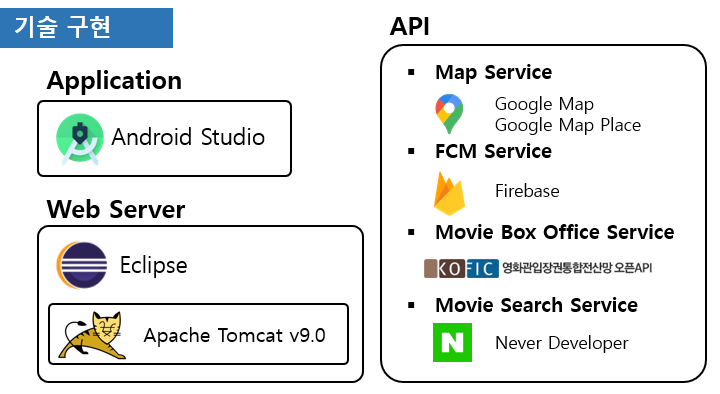 기술 구현
Application
Android Studio
Web Server
Eclipse
Apache Tomcat v9.0
API
▪ Map Service
Google Map
Google Map Place
▪ FCM Service
Firebase
▪ Movie Box Office Service
KOFIC 영화관입장권통합전산망 오픈API
▪ Movie Search Service
N Never Developer